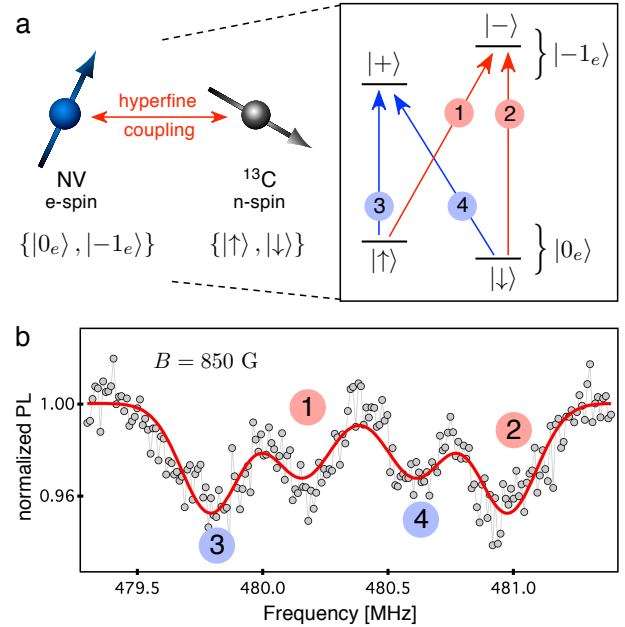 a
hyperfine
coupling
NV
e-spin
¹³C
n-spin
{|0ₑ⟩, |−1ₑ⟩}
{|↑⟩, |↓⟩}
|+⟩
|−⟩
} |−1ₑ⟩
1
2
3
4
|↑⟩
|↓⟩
} |0ₑ⟩
b
B = 850 G
normalized PL
1.00
0.96
1
2
3
4
479.5
480.0
480.5
481.0
Frequency [MHz]